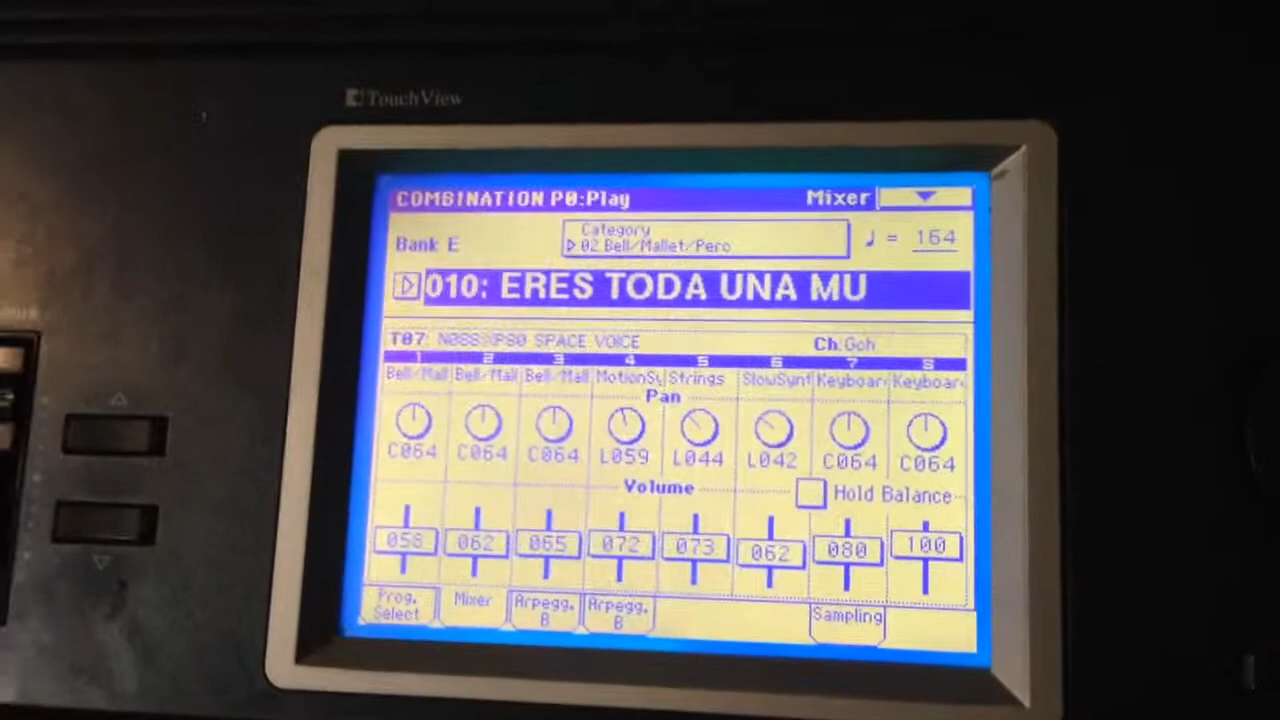 TouchView
COMBINATION P0:Play Mixer
Bank E
Category
02 Bell/Mallet/Perc
♩ = 164
010: ERES TODA UNA MU
T07: SPACE VOICE Ch:Gch
1 2 3 4 5 6 7 8
Bell/Mall Bell/Mall Bell/Mall MotionSy Strings SlowSynt Keyboar Keyboar
Pan
C064 C064 C064 L059 L044 L042 C064 C064
Volume Hold Balance
058 062 065 072 073 062 080 100
Prog. Select Mixer Arpegg. B Arpegg. B Sampling